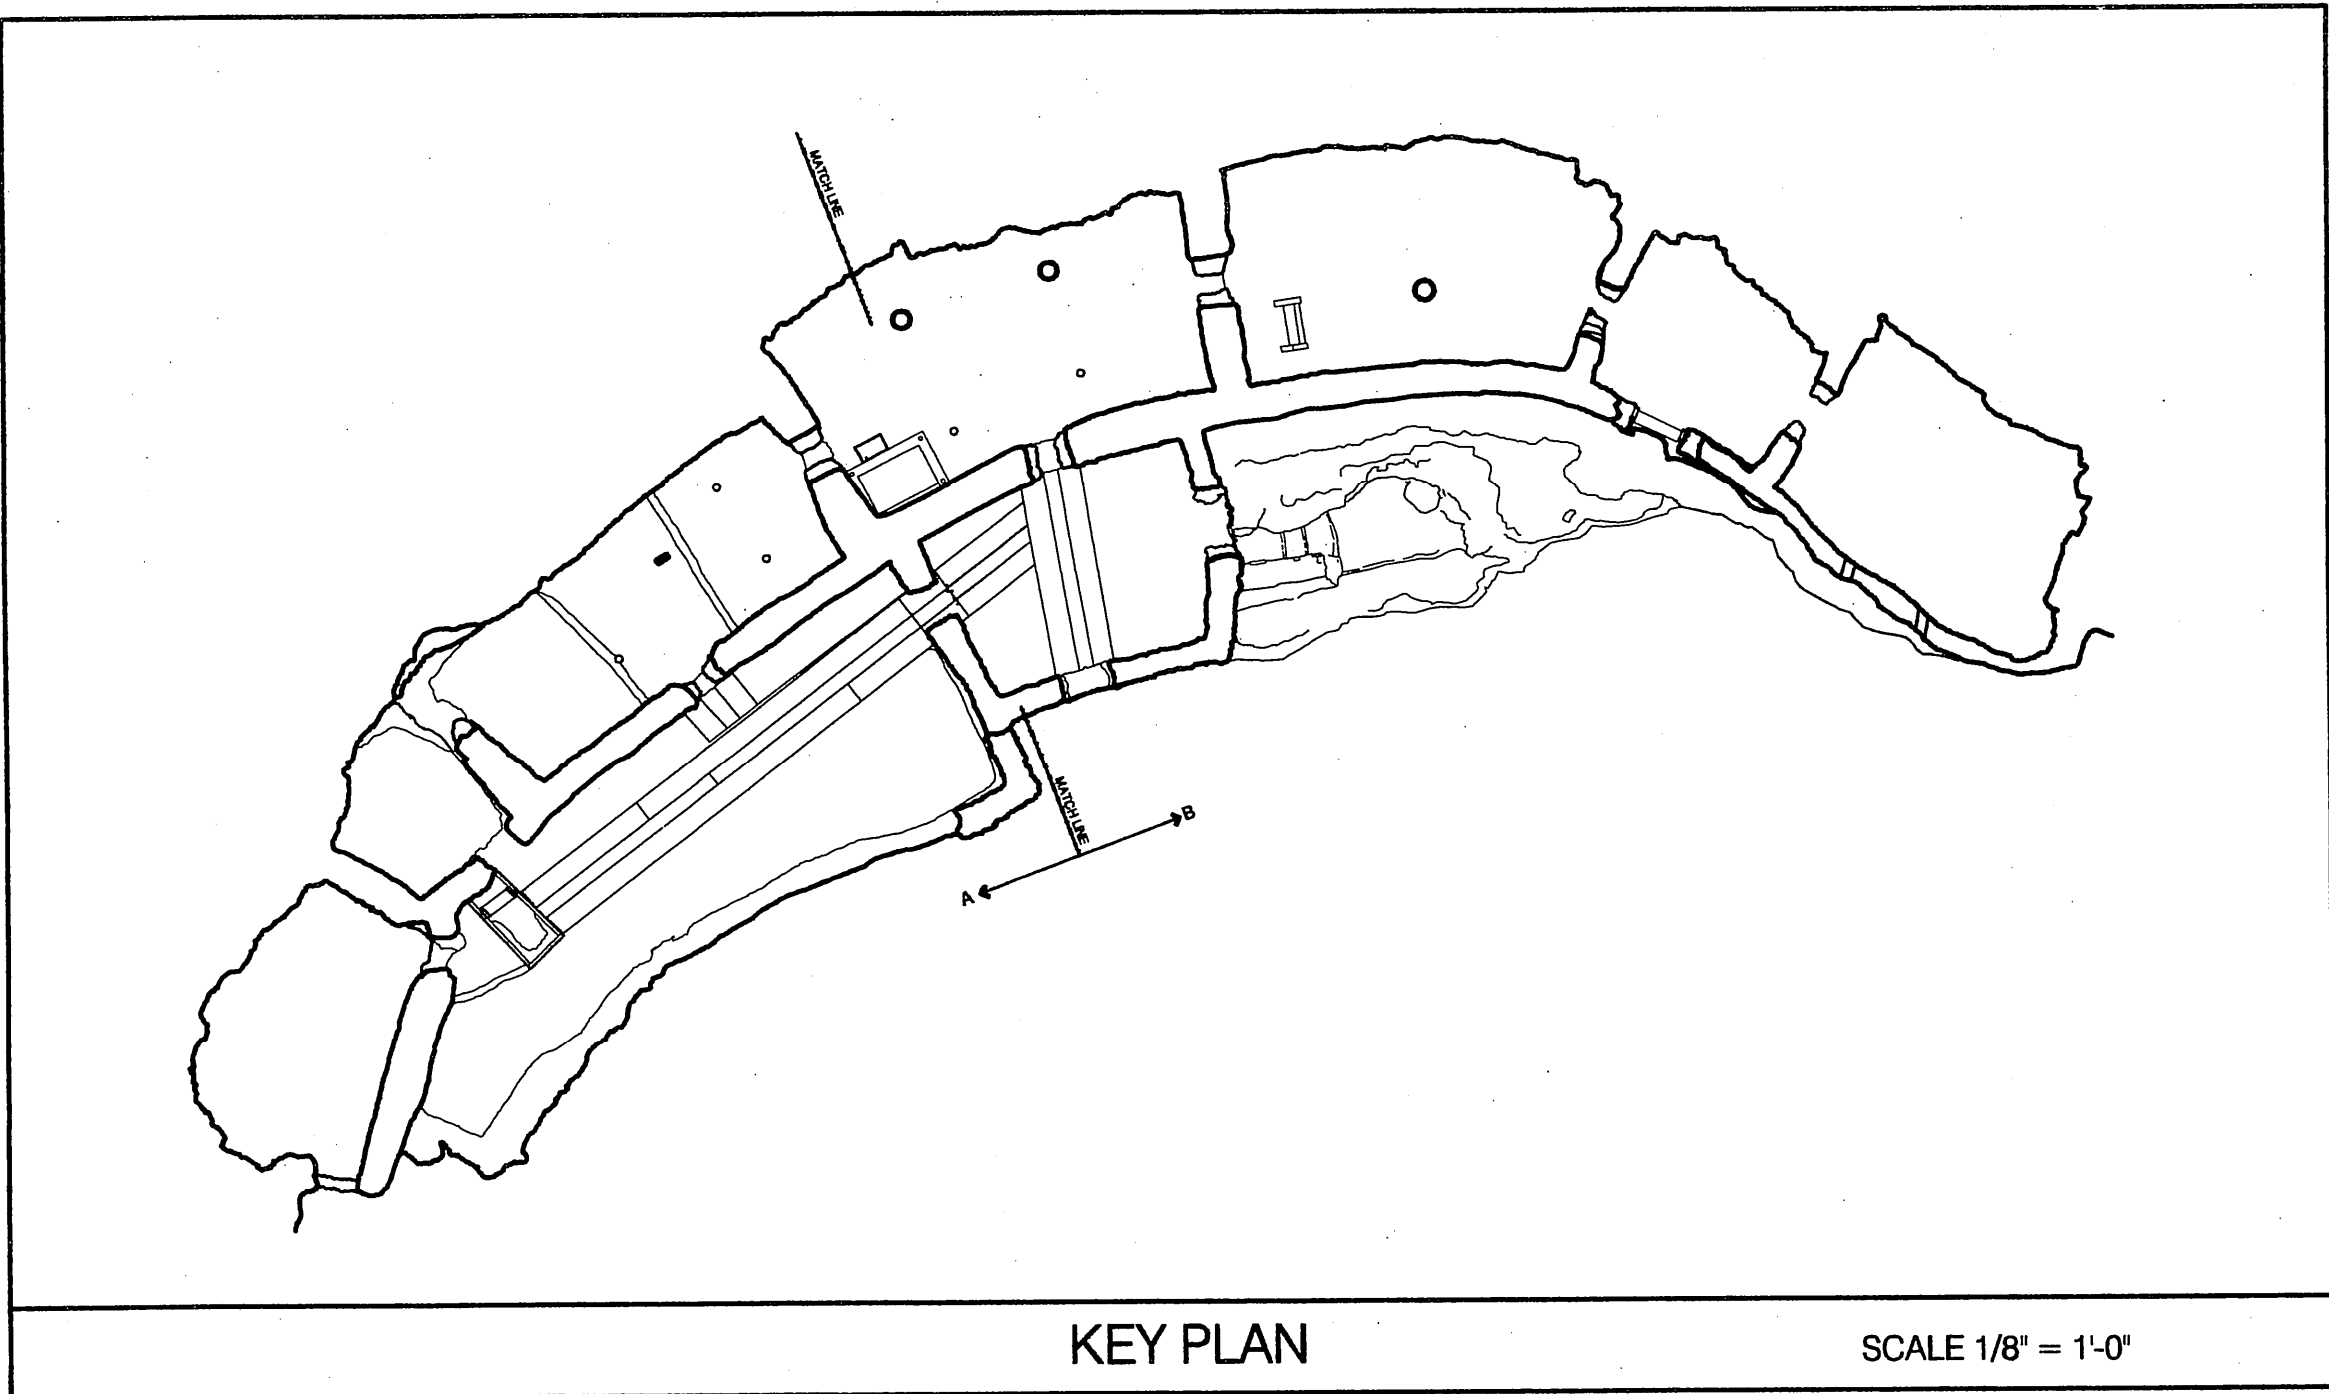 MATCH LINE
MATCH LINE
B
A
KEY PLAN
SCALE 1/8" = 1'-0"